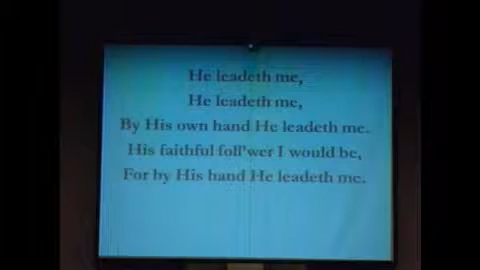 He leadeth me,
He leadeth me,
By His own hand He leadeth me.
His faithful foll'wer I would be,
For by His hand He leadeth me.